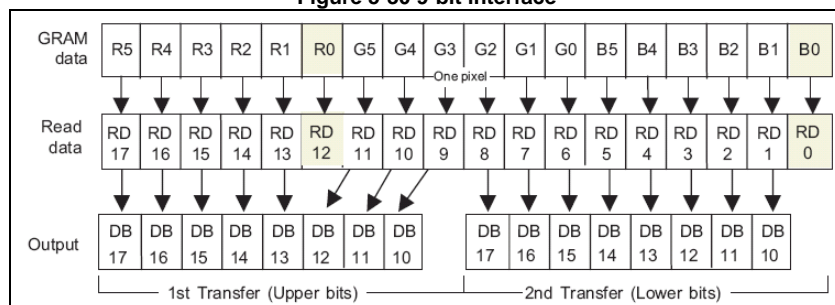 Figure 9-bit interface
GRAM data R5 R4 R3 R2 R1 R0 G5 G4 G3 G2 G1 G0 B5 B4 B3 B2 B1 B0
One pixel
Read data RD 17 RD 16 RD 15 RD 14 RD 13 RD 12 RD 11 RD 10 RD 9 RD 8 RD 7 RD 6 RD 5 RD 4 RD 3 RD 2 RD 1 RD 0
Output DB 17 DB 16 DB 15 DB 14 DB 13 DB 12 DB 11 DB 10 DB 17 DB 16 DB 15 DB 14 DB 13 DB 12 DB 11 DB 10
1st Transfer (Upper bits) 2nd Transfer (Lower bits)